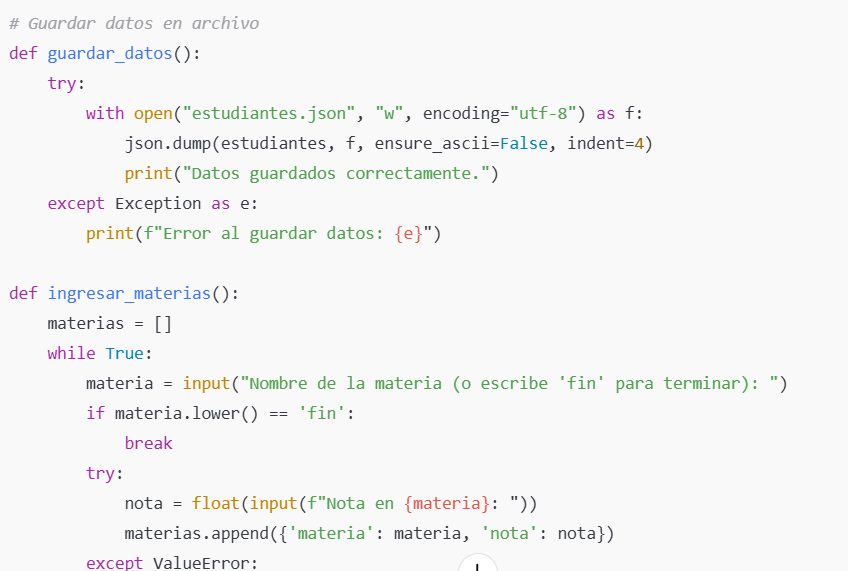 # Guardar datos en archivo
def guardar_datos():
    try:
        with open("estudiantes.json", "w", encoding="utf-8") as f:
            json.dump(estudiantes, f, ensure_ascii=False, indent=4)
            print("Datos guardados correctamente.")
    except Exception as e:
        print(f"Error al guardar datos: {e}")

def ingresar_materias():
    materias = []
    while True:
        materia = input("Nombre de la materia (o escribe 'fin' para terminar): ")
        if materia.lower() == 'fin':
            break
        try:
            nota = float(input(f"Nota en {materia}: "))
            materias.append({'materia': materia, 'nota': nota})
        except ValueError: